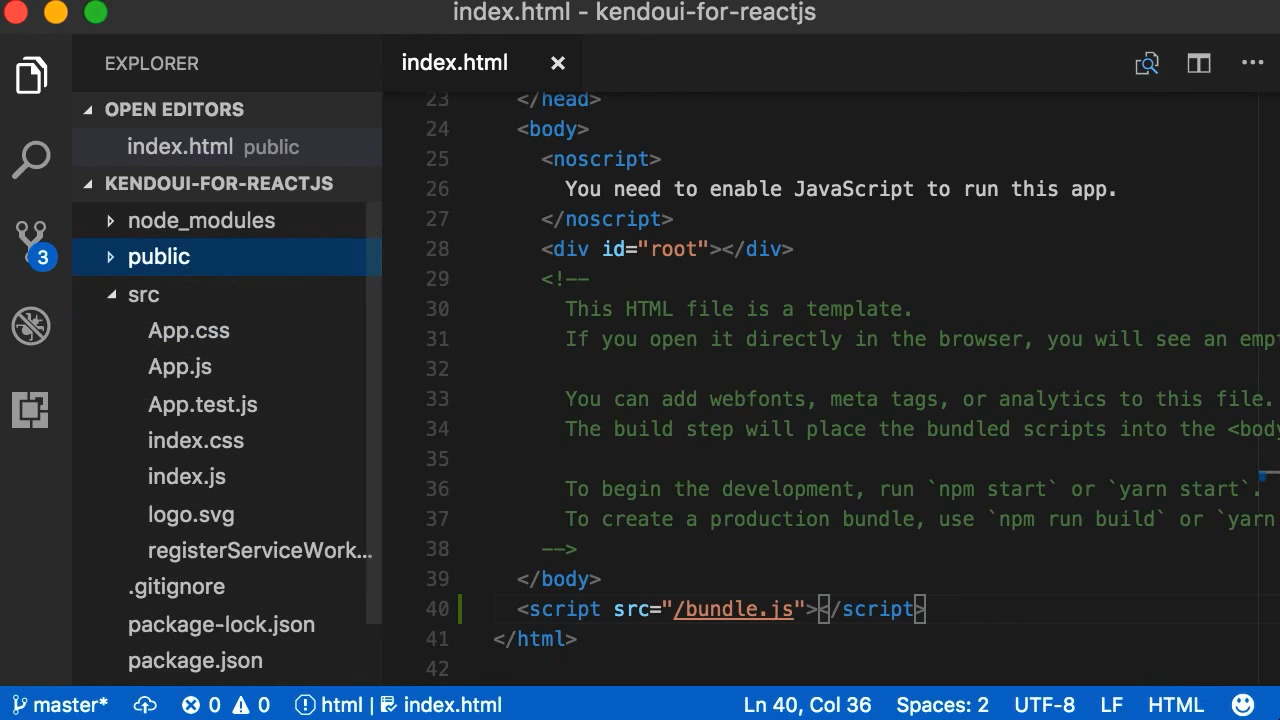 index.html - kendoui-for-reactjs
EXPLORER
OPEN EDITORS
index.html public
KENDOUI-FOR-REACTJS
node_modules
public
src
App.css
App.js
App.test.js
index.css
index.js
logo.svg
registerServiceWork...
.gitignore
package-lock.json
package.json
3
index.html
23 </head>
24 <body>
25 <noscript>
26 You need to enable JavaScript to run this app.
27 </noscript>
28 <div id="root"></div>
29 <!--
30 This HTML file is a template.
31 If you open it directly in the browser, you will see an emp
32
33 You can add webfonts, meta tags, or analytics to this file.
34 The build step will place the bundled scripts into the <body
35
36 To begin the development, run `npm start` or `yarn start`.
37 To create a production bundle, use `npm run build` or `yarn
38 -->
39 </body>
40 <script src="/bundle.js"></script>
41 </html>
42
master* 0 0 html | index.html Ln 40, Col 36 Spaces: 2 UTF-8 LF HTML